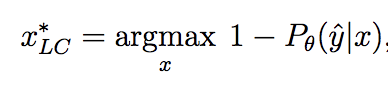 x*_{LC} = argmax_x 1 − P_θ(ŷ|x),